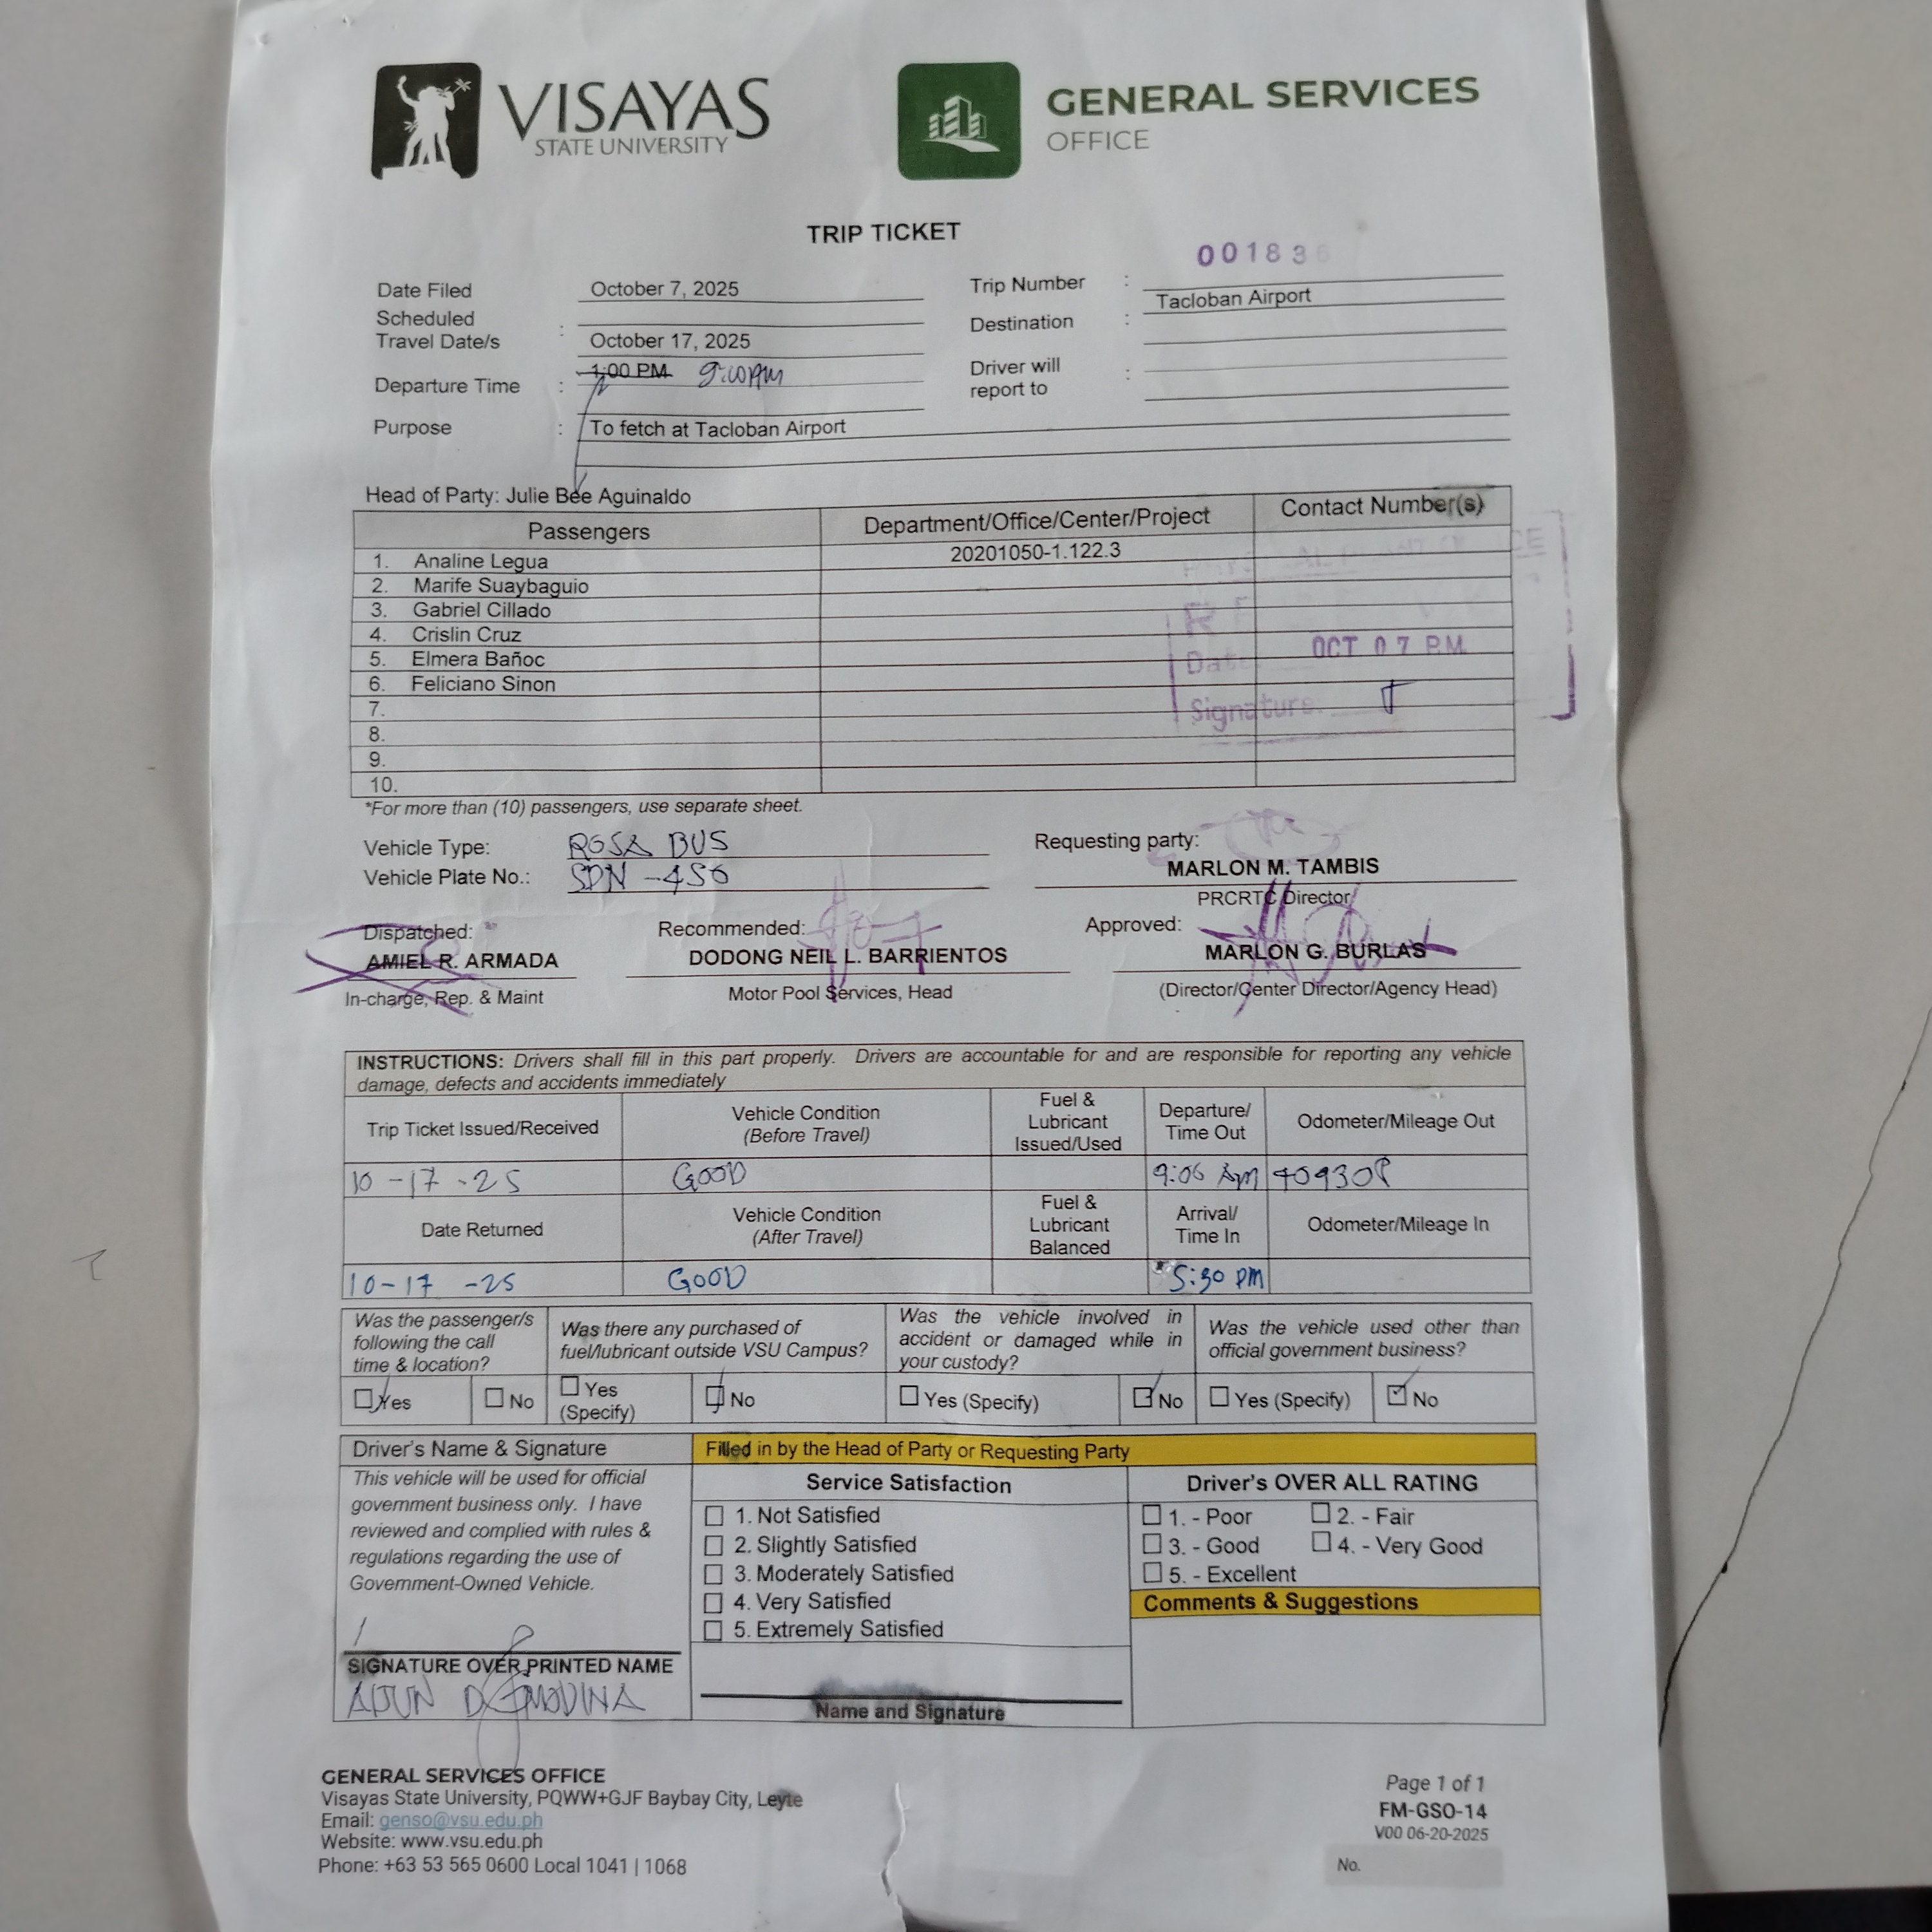 VISAYAS
STATE UNIVERSITY
GENERAL SERVICES
OFFICE
TRIP TICKET
00183
Date Filed October 7, 2025
Trip Number :
Scheduled
Travel Date/s : October 17, 2025
Destination : Tacloban Airport
Departure Time : 1:00 PM 9:00 AM
Driver will
report to :
Purpose : To fetch at Tacloban Airport
Head of Party: Julie Bee Aguinaldo
Passengers Department/Office/Center/Project Contact Number(s)
1. Analine Legua 20201050-1.122.3
2. Marife Suaybaguio
3. Gabriel Cillado
4. Crislin Cruz
5. Elmera Bañoc
6. Feliciano Sinon
7.
8.
9.
10.
Date OCT 07 P.M.
Signature
*For more than (10) passengers, use separate sheet.
Vehicle Type: ROSA BUS
Vehicle Plate No.: SDN -456
Requesting party:
MARLON M. TAMBIS
PRCRTC Director
Dispatched: Recommended: Approved:
AMIEL R. ARMADA DODONG NEIL L. BARRIENTOS MARLON G. BURLAS
In-charge, Rep. & Maint Motor Pool Services, Head (Director/Center Director/Agency Head)
INSTRUCTIONS: Drivers shall fill in this part properly. Drivers are accountable for and are responsible for reporting any vehicle
damage, defects and accidents immediately
Trip Ticket Issued/Received
Vehicle Condition
(Before Travel)
Fuel &
Lubricant
Issued/Used
Departure/
Time Out
Odometer/Mileage Out
10 -17 -25 GOOD 9:06 Am
Date Returned
Vehicle Condition
(After Travel)
Fuel &
Lubricant
Balanced
Arrival/
Time In
Odometer/Mileage In
10-17 -25 GOOD 5:30 PM
Was the passenger/s
following the call
time & location?
Was there any purchased of
fuel/lubricant outside VSU Campus?
Was the vehicle involved in
accident or damaged while in
your custody?
Was the vehicle used other than
official government business?
Yes No
Yes
(Specify)
No
Yes (Specify) No
Yes (Specify) No
Driver's Name & Signature
Filled in by the Head of Party or Requesting Party
This vehicle will be used for official
government business only. I have
reviewed and complied with rules &
regulations regarding the use of
Government-Owned Vehicle.
SIGNATURE OVER PRINTED NAME
Service Satisfaction
1. Not Satisfied
2. Slightly Satisfied
3. Moderately Satisfied
4. Very Satisfied
5. Extremely Satisfied
Name and Signature
Driver's OVER ALL RATING
1. - Poor 2. - Fair
3. - Good 4. - Very Good
5. - Excellent
Comments & Suggestions
GENERAL SERVICES OFFICE
Visayas State University, PQWW+GJF Baybay City, Leyte
Email: genso@vsu.edu.ph
Website: www.vsu.edu.ph
Phone: +63 53 565 0600 Local 1041 | 1068
Page 1 of 1
FM-GSO-14
V00 06-20-2025
No.